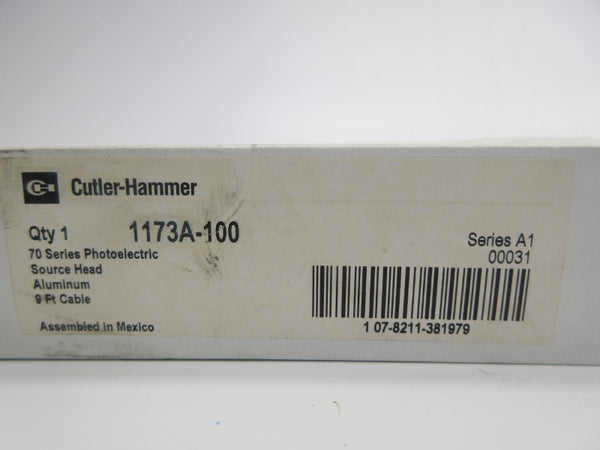 Cutler-Hammer
Qty 1 1173A-100
70 Series Photoelectric
Source Head
Aluminum
9 Ft Cable
Assembled in Mexico
Series A1
00031
1 07-8211-381979